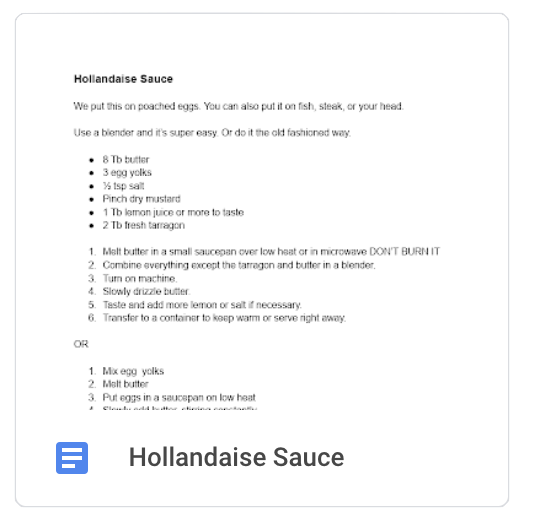 Hollandaise Sauce
We put this on poached eggs. You can also put it on fish, steak, or your head.
Use a blender and it's super easy. Or do it the old fashioned way.
• 8 Tb butter
• 3 egg yolks
• ½ tsp salt
• Pinch dry mustard
• 1 Tb lemon juice or more to taste
• 2 Tb fresh tarragon
1. Melt butter in a small saucepan over low heat or in microwave DON'T BURN IT
2. Combine everything except the tarragon and butter in a blender.
3. Turn on machine.
4. Slowly drizzle butter.
5. Taste and add more lemon or salt if necessary.
6. Transfer to a container to keep warm or serve right away.
OR
1. Mix egg yolks
2. Melt butter
3. Put eggs in a saucepan on low heat
4. Slowly add butter, stirring constantly
Hollandaise Sauce